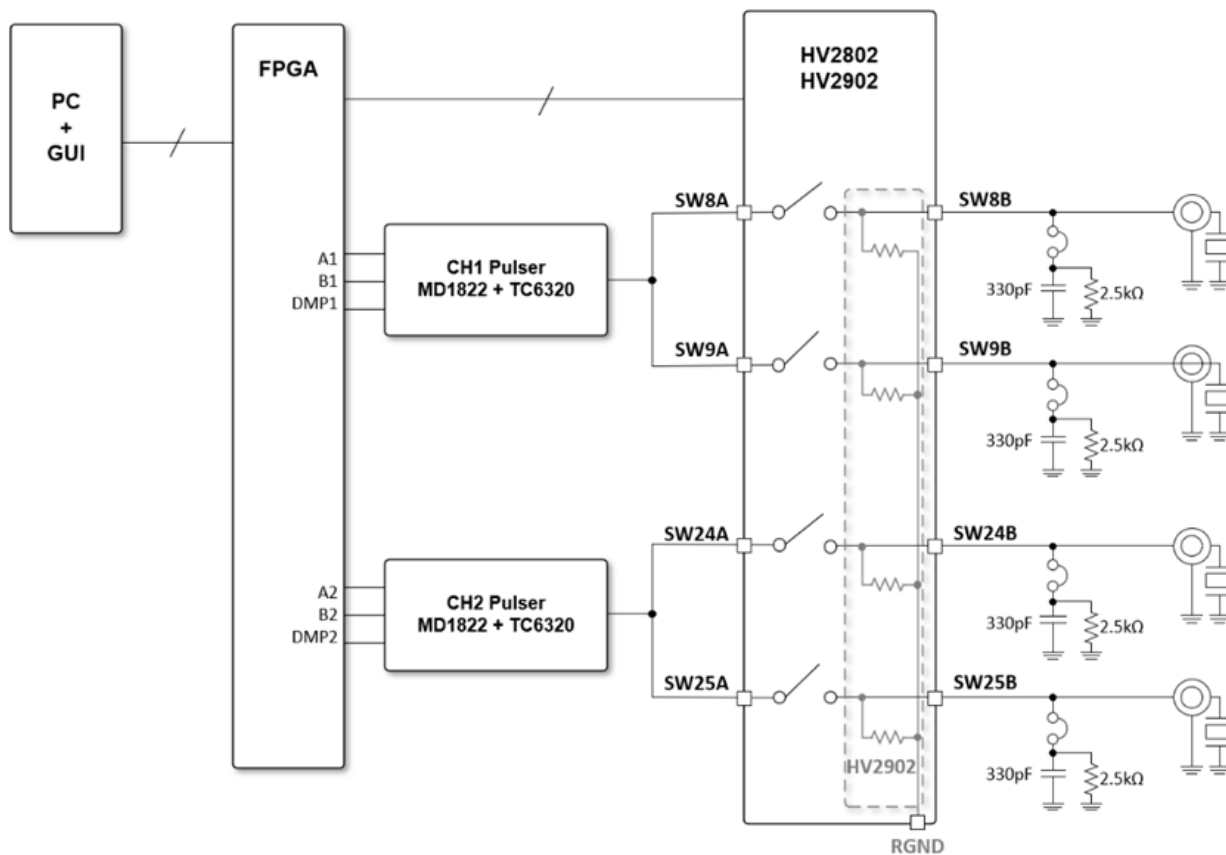 PC
+
GUI
FPGA
HV2802
HV2902
A1
B1
DMP1
CH1 Pulser
MD1822 + TC6320
SW8A
SW8B
330pF
2.5kΩ
SW9A
SW9B
330pF
2.5kΩ
A2
B2
DMP2
CH2 Pulser
MD1822 + TC6320
SW24A
SW24B
330pF
2.5kΩ
SW25A
SW25B
330pF
2.5kΩ
HV2902
RGND